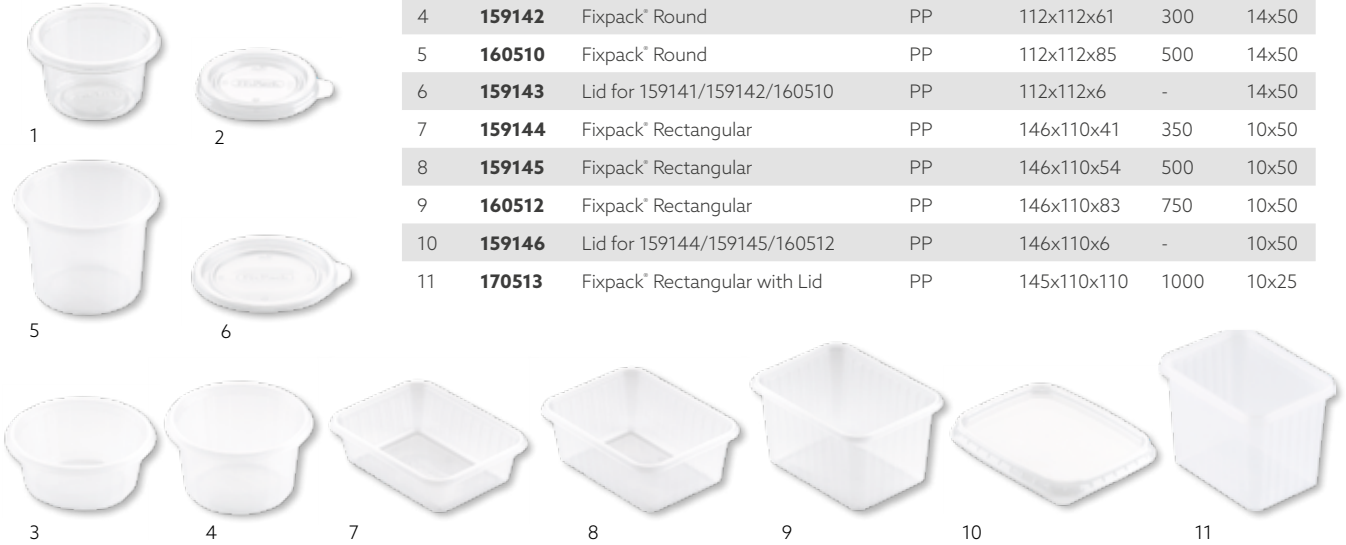 4 159142 Fixpack® Round PP 112x112x61 300 14x50
5 160510 Fixpack® Round PP 112x112x85 500 14x50
6 159143 Lid for 159141/159142/160510 PP 112x112x6 - 14x50
7 159144 Fixpack® Rectangular PP 146x110x41 350 10x50
8 159145 Fixpack® Rectangular PP 146x110x54 500 10x50
9 160512 Fixpack® Rectangular PP 146x110x83 750 10x50
10 159146 Lid for 159144/159145/160512 PP 146x110x6 - 10x50
11 170513 Fixpack® Rectangular with Lid PP 145x110x110 1000 10x25
1 2
5 6
3 4 7 8 9 10 11